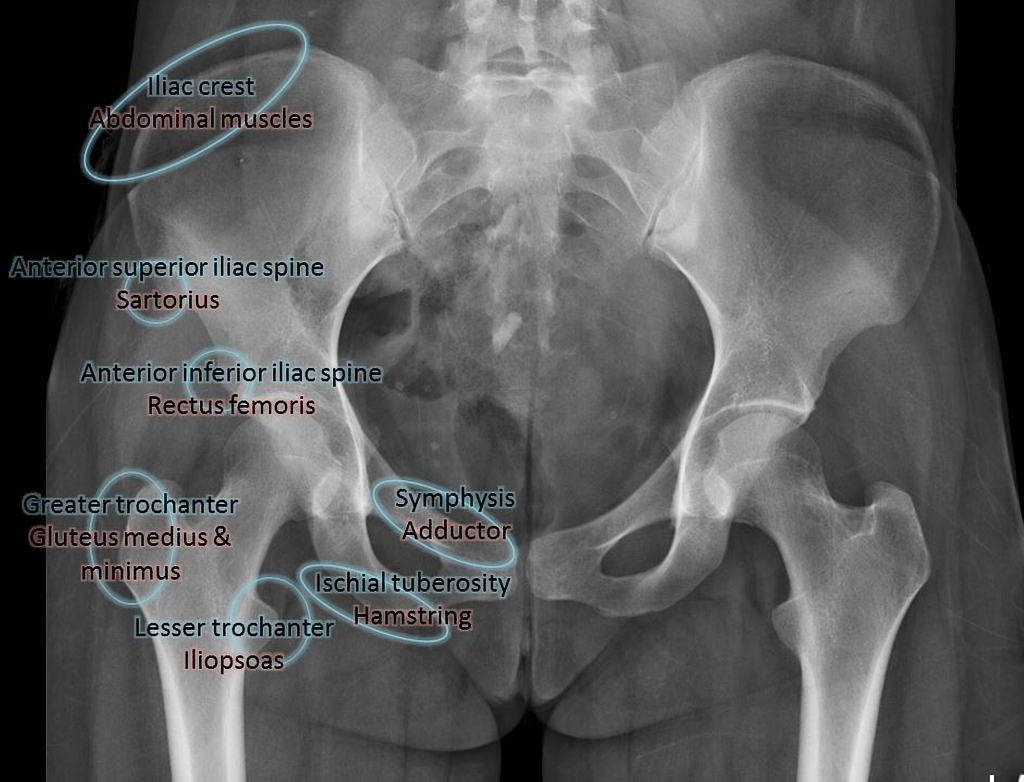 Iliac crest
Abdominal muscles
Anterior superior iliac spine
Sartorius
Anterior inferior iliac spine
Rectus femoris
Greater trochanter
Gluteus medius &
minimus
Symphysis
Adductor
Ischial tuberosity
Hamstring
Lesser trochanter
Iliopsoas